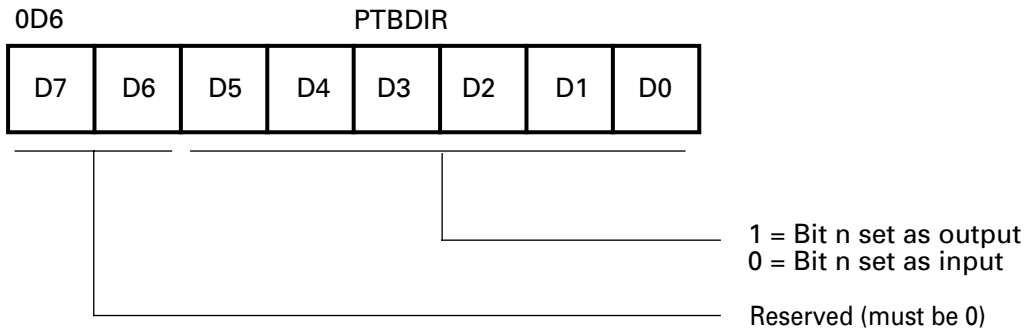 0D6 PTBDIR
D7 D6 D5 D4 D3 D2 D1 D0
1 = Bit n set as output
0 = Bit n set as input
Reserved (must be 0)